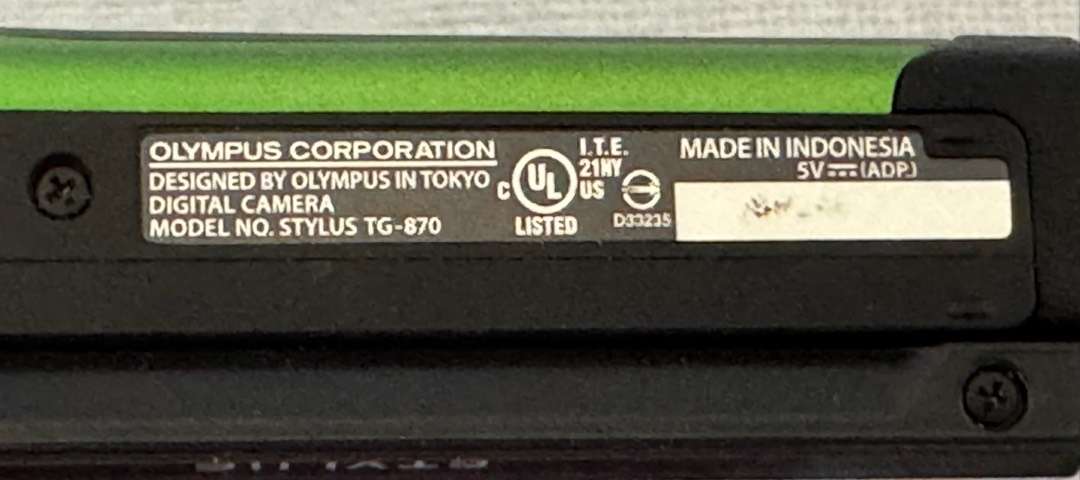 OLYMPUS CORPORATION
DESIGNED BY OLYMPUS IN TOKYO
DIGITAL CAMERA
MODEL NO. STYLUS TG-870
C UL US
LISTED
I.T.E.
21NY
D33235
MADE IN INDONESIA
5V⎓(ADP.)